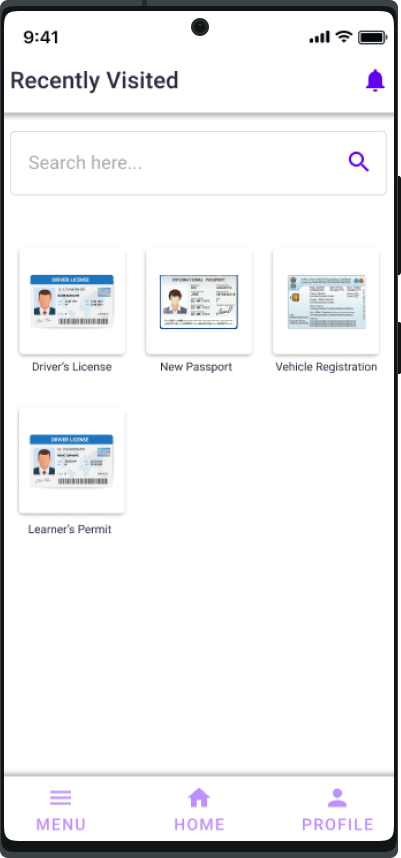 9:41
Recently Visited
Search here...
DRIVER LICENSE
INTERNATIONAL PASSPORT
Driver's License
New Passport
Vehicle Registration
DRIVER LICENSE
Learner's Permit
MENU
HOME
PROFILE